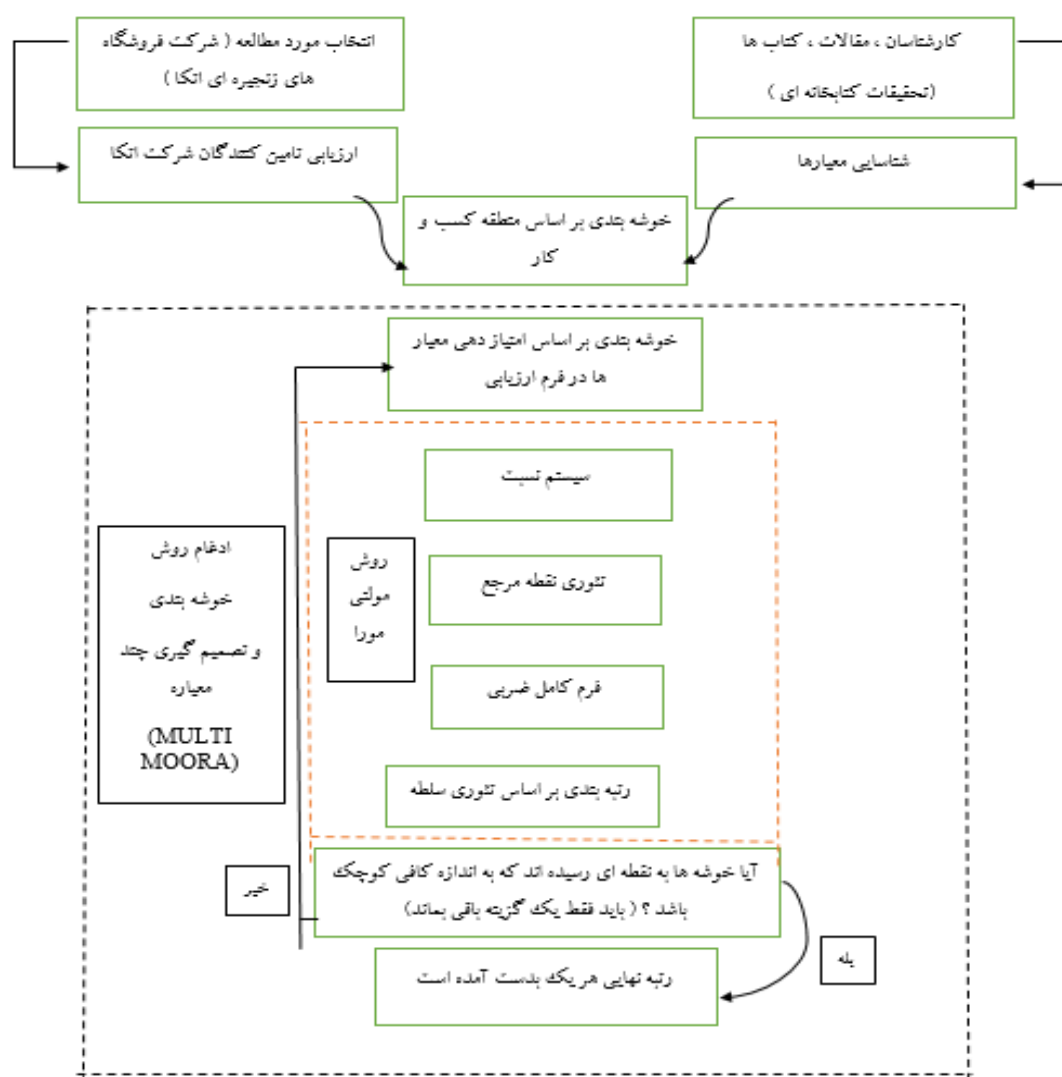 کارشناسان ، مقالات ، کتاب ها
(تحقیقات کتابخانه ای )
انتخاب مورد مطالعه ( شرکت فروشگاه
های زنجیره ای اتکا )
شناسایی معیارها
ارزیابی تامین کنندگان شرکت اتکا
خوشه بندی بر اساس منطقه کسب و
کار
خوشه بندی بر اساس امتیاز دهی معیار
ها در فرم ارزیابی
سیستم نسبت
تئوری نقطه مرجع
فرم کامل ضربی
رتبه بندی بر اساس تئوری سلطه
روش
مولتی
مورا
ادغام روش
خوشه بندی
و تصمیم گیری چند
معیاره
(MULTI
MOORA)
آیا خوشه ها به نقطه ای رسیده اند که به اندازه کافی کوچک
باشد ؟ ( باید فقط یک گزینه باقی بماند)
خیر
بله
رتبه نهایی هر یک بدست آمده است